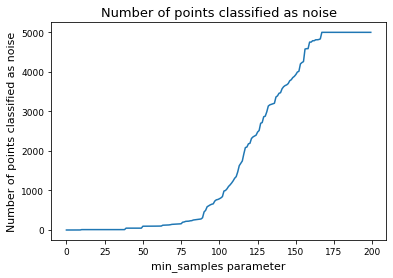 Number of points classified as noise
Number of points classified as noise
5000
4000
3000
2000
1000
0
0 25 50 75 100 125 150 175 200
min_samples parameter